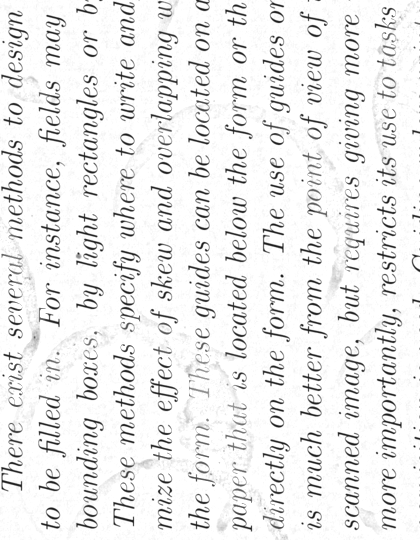 There exist several methods to design
to be filled in. For instance, fields may
bounding boxes, by light rectangles or by
These methods specify where to write and
mize the effect of skew and overlapping w
the form. These guides can be located on a
paper that is located below the form or th
directly on the form. The use of guides on
is much better from the point of view of
scanned image, but requires giving more
more importantly, restricts its use to tasks